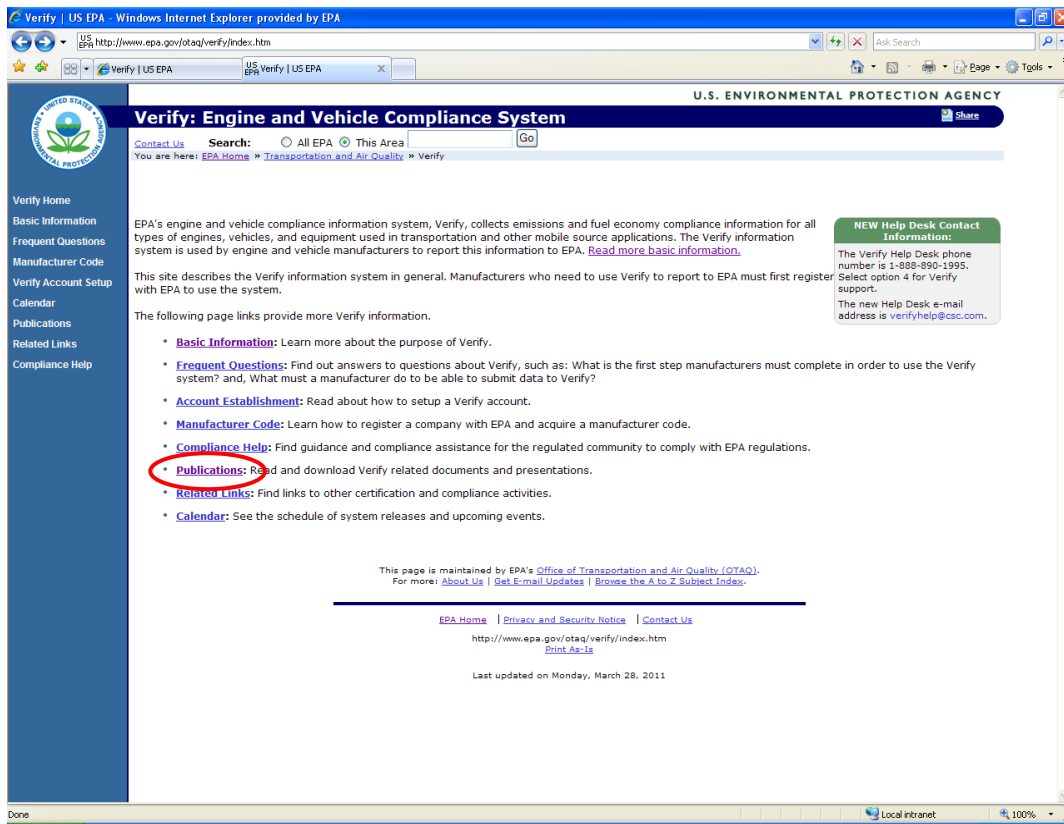 Verify | US EPA - Windows Internet Explorer provided by EPA
US EPA http://www.epa.gov/otaq/verify/index.htm
Ask Search
Verify | US EPA
US EPA Verify | US EPA
Page
Tools
UNITED STATES
ENVIRONMENTAL PROTECTION AGENCY
U.S. ENVIRONMENTAL PROTECTION AGENCY
Verify: Engine and Vehicle Compliance System
Share
Contact Us Search: All EPA This Area Go
You are here: EPA Home » Transportation and Air Quality » Verify
Verify Home
Basic Information
Frequent Questions
Manufacturer Code
Verify Account Setup
Calendar
Publications
Related Links
Compliance Help
EPA's engine and vehicle compliance information system, Verify, collects emissions and fuel economy compliance information for all
types of engines, vehicles, and equipment used in transportation and other mobile source applications. The Verify information
system is used by engine and vehicle manufacturers to report this information to EPA. Read more basic information.
This site describes the Verify information system in general. Manufacturers who need to use Verify to report to EPA must first register
with EPA to use the system.
The following page links provide more Verify information.
NEW Help Desk Contact
Information:
The Verify Help Desk phone
number is 1-888-890-1995.
Select option 4 for Verify
support.
The new Help Desk e-mail
address is verifyhelp@csc.com.
• Basic Information: Learn more about the purpose of Verify.
• Frequent Questions: Find out answers to questions about Verify, such as: What is the first step manufacturers must complete in order to use the Verify
system? and, What must a manufacturer do to be able to submit data to Verify?
• Account Establishment: Read about how to setup a Verify account.
• Manufacturer Code: Learn how to register a company with EPA and acquire a manufacturer code.
• Compliance Help: Find guidance and compliance assistance for the regulated community to comply with EPA regulations.
• Publications: Read and download Verify related documents and presentations.
• Related Links: Find links to other certification and compliance activities.
• Calendar: See the schedule of system releases and upcoming events.
This page is maintained by EPA's Office of Transportation and Air Quality (OTAQ).
For more: About Us | Get E-mail Updates | Browse the A to Z Subject Index.
EPA Home | Privacy and Security Notice | Contact Us
http://www.epa.gov/otaq/verify/index.htm
Print As-Is
Last updated on Monday, March 28, 2011
Done
Local intranet
100%